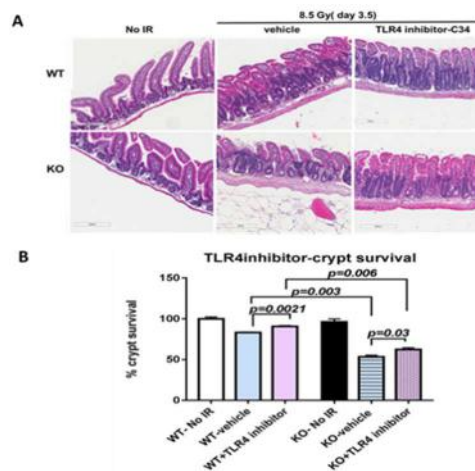 A
8.5 Gy( day 3.5)
No IR
vehicle
TLR4 inhibitor-C34
WT
KO
B
TLR4inhibitor-crypt survival
p=0.006
p=0.003
p=0.0021
p=0.03
% crypt survival
150
100
50
0
WT- No IR
WT-vehicle
WT+TLR4 inhibitor
KO- No IR
KO-vehicle
KO+TLR4 inhibitor